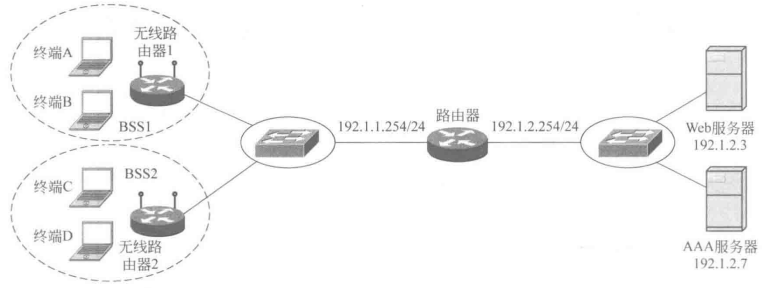 终端A
无线路
由器1
终端B
BSS1
终端C
BSS2
终端D
无线路
由器2
192.1.1.254/24
路由器
192.1.2.254/24
Web服务器
192.1.2.3
AAA服务器
192.1.2.7